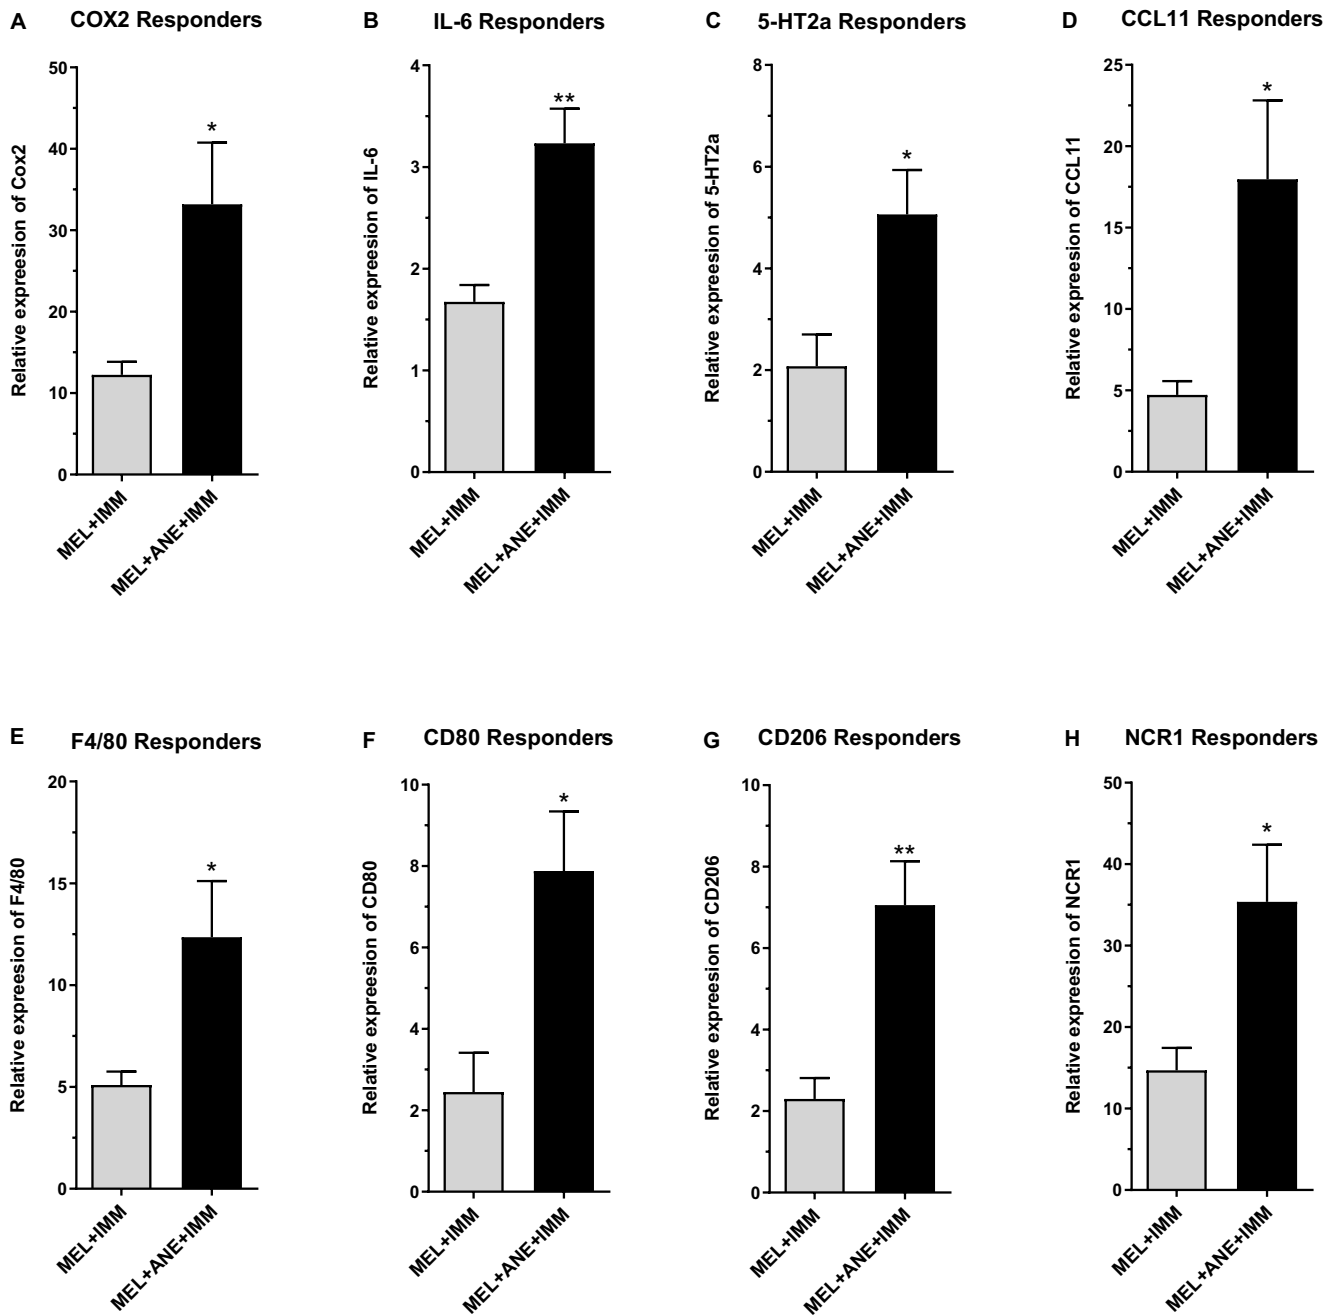 A COX2 Responders
Relative expreesion of Cox2
50
40
30
20
10
0
*
MEL+IMM
MEL+ANE+IMM
B IL-6 Responders
Relative expreesion of IL-6
4
3
2
1
0
**
MEL+IMM
MEL+ANE+IMM
C 5-HT2a Responders
Relative expreesion of 5-HT2a
8
6
4
2
0
*
MEL+IMM
MEL+ANE+IMM
D CCL11 Responders
Relative expreesion of CCL11
25
20
15
10
5
0
*
MEL+IMM
MEL+ANE+IMM
E F4/80 Responders
Relative expreesion of F4/80
20
15
10
5
0
*
MEL+IMM
MEL+ANE+IMM
F CD80 Responders
Relative expreesion of CD80
10
8
6
4
2
0
*
MEL+IMM
MEL+ANE+IMM
G CD206 Responders
Relative expreesion of CD206
10
8
6
4
2
0
**
MEL+IMM
MEL+ANE+IMM
H NCR1 Responders
Relative expreesion of NCR1
50
40
30
20
10
0
*
MEL+IMM
MEL+ANE+IMM